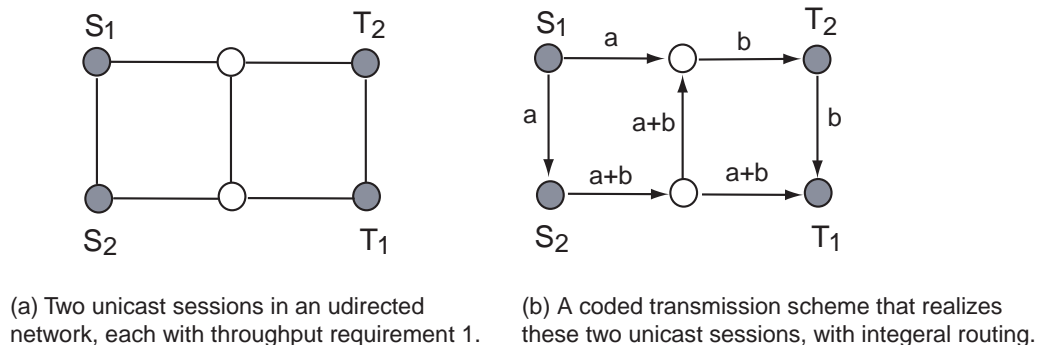 S1
T2
S2
T1
S1
a
b
T2
a
a+b
b
a+b
a+b
S2
T1
(a) Two unicast sessions in an udirected
network, each with throughput requirement 1.
(b) A coded transmission scheme that realizes
these two unicast sessions, with integeral routing.